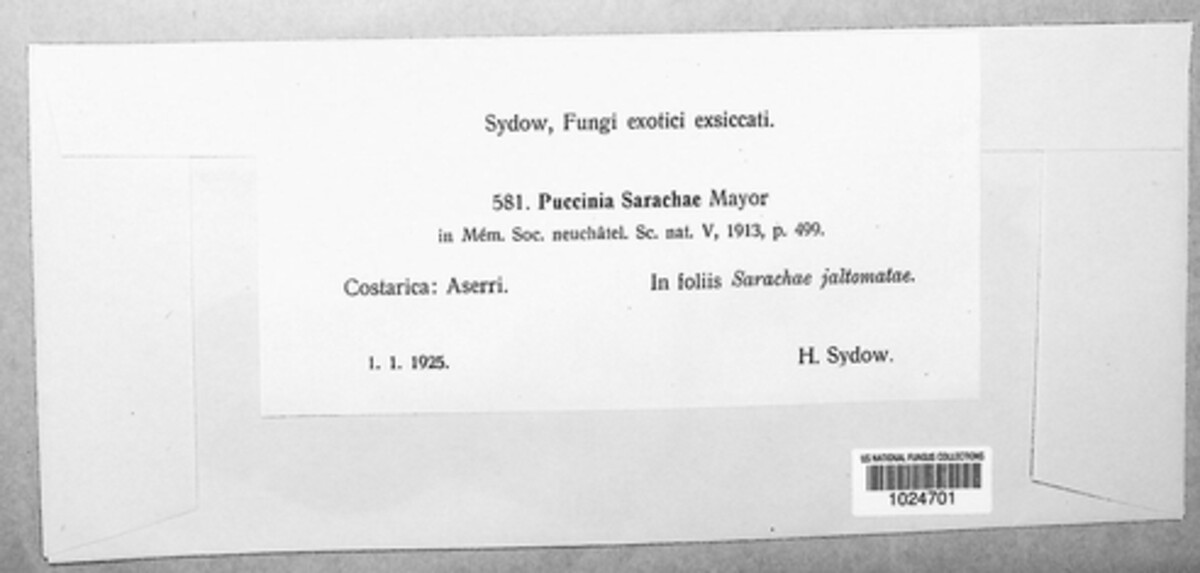 Sydow, Fungi exotici exsiccati.
581. Puccinia Sarachae Mayor
in Mém. Soc. neuchâtel. Sc. nat. V, 1913, p. 499.
Costarica: Aserri. In foliis Sarachae jaltomatae.
1. 1. 1925. H. Sydow.
US NATIONAL FUNGUS COLLECTIONS
1024701